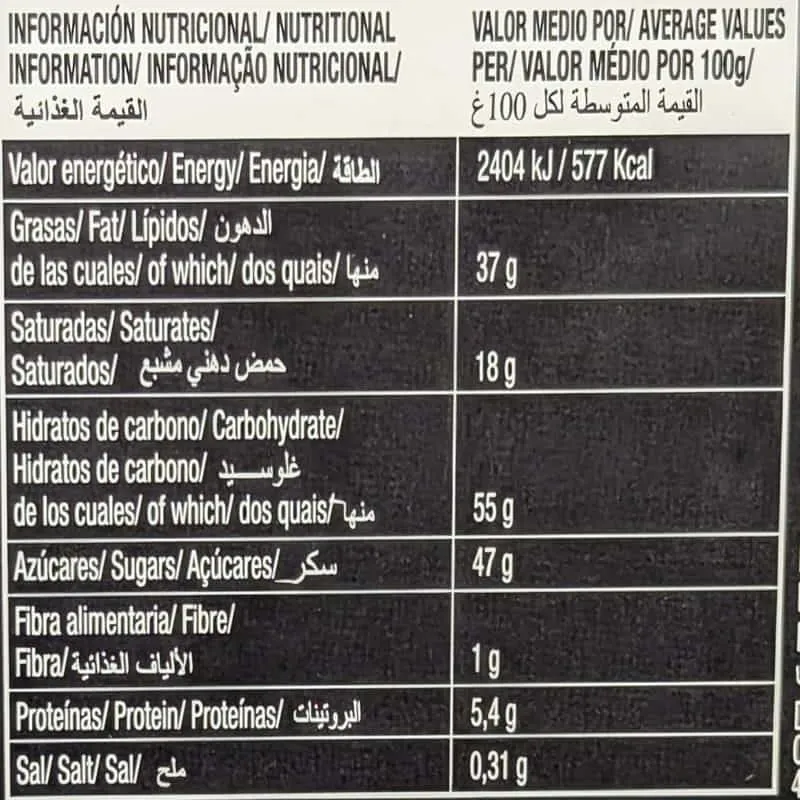 INFORMACIÓN NUTRICIONAL/ NUTRITIONAL
INFORMATION/ INFORMAÇÃO NUTRICIONAL/
القيمة الغذائية
VALOR MEDIO POR/ AVERAGE VALUES
PER/ VALOR MÉDIO POR 100g/
القيمة المتوسطة لكل 100غ
Valor energético/ Energy/ Energia/ الطاقة
2404 kJ / 577 Kcal
Grasas/ Fat/ Lípidos/ الدهون
de las cuales/ of which/ dos quais/ منها
37 g
Saturadas/ Saturates/
Saturados/ حمض دهني مشبع
18 g
Hidratos de carbono/ Carbohydrate/
Hidratos de carbono/ غلوسـيد
de los cuales/ of which/ dos quais/ منها
55 g
Azúcares/ Sugars/ Açúcares/ سكر
47 g
Fibra alimentaria/ Fibre/
Fibra/ الألياف الغذائية
1 g
Proteínas/ Protein/ Proteínas/ البروتينات
5,4 g
Sal/ Salt/ Sal/ ملح
0,31 g